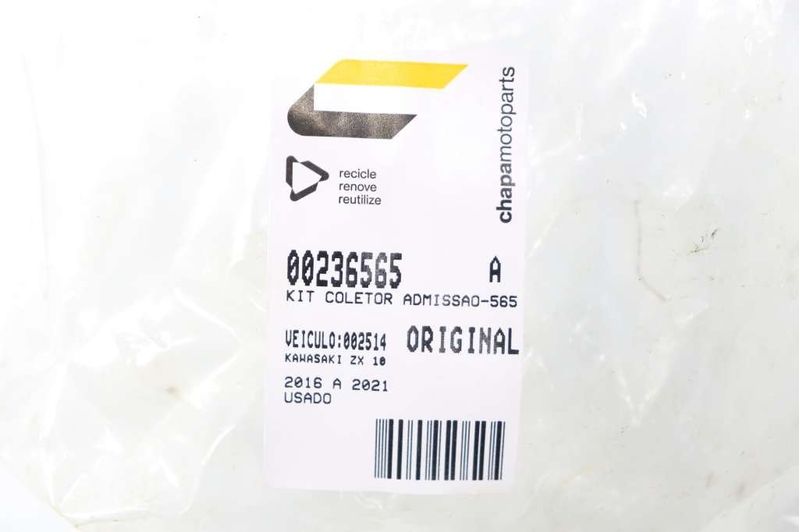 chapamotoparts
recicle
renove
reutilize
00236565 A
KIT COLETOR ADMISSAO-565
VEICULO:002514 ORIGINAL
KAWASAKI ZX 10
2016 A 2021
USADO